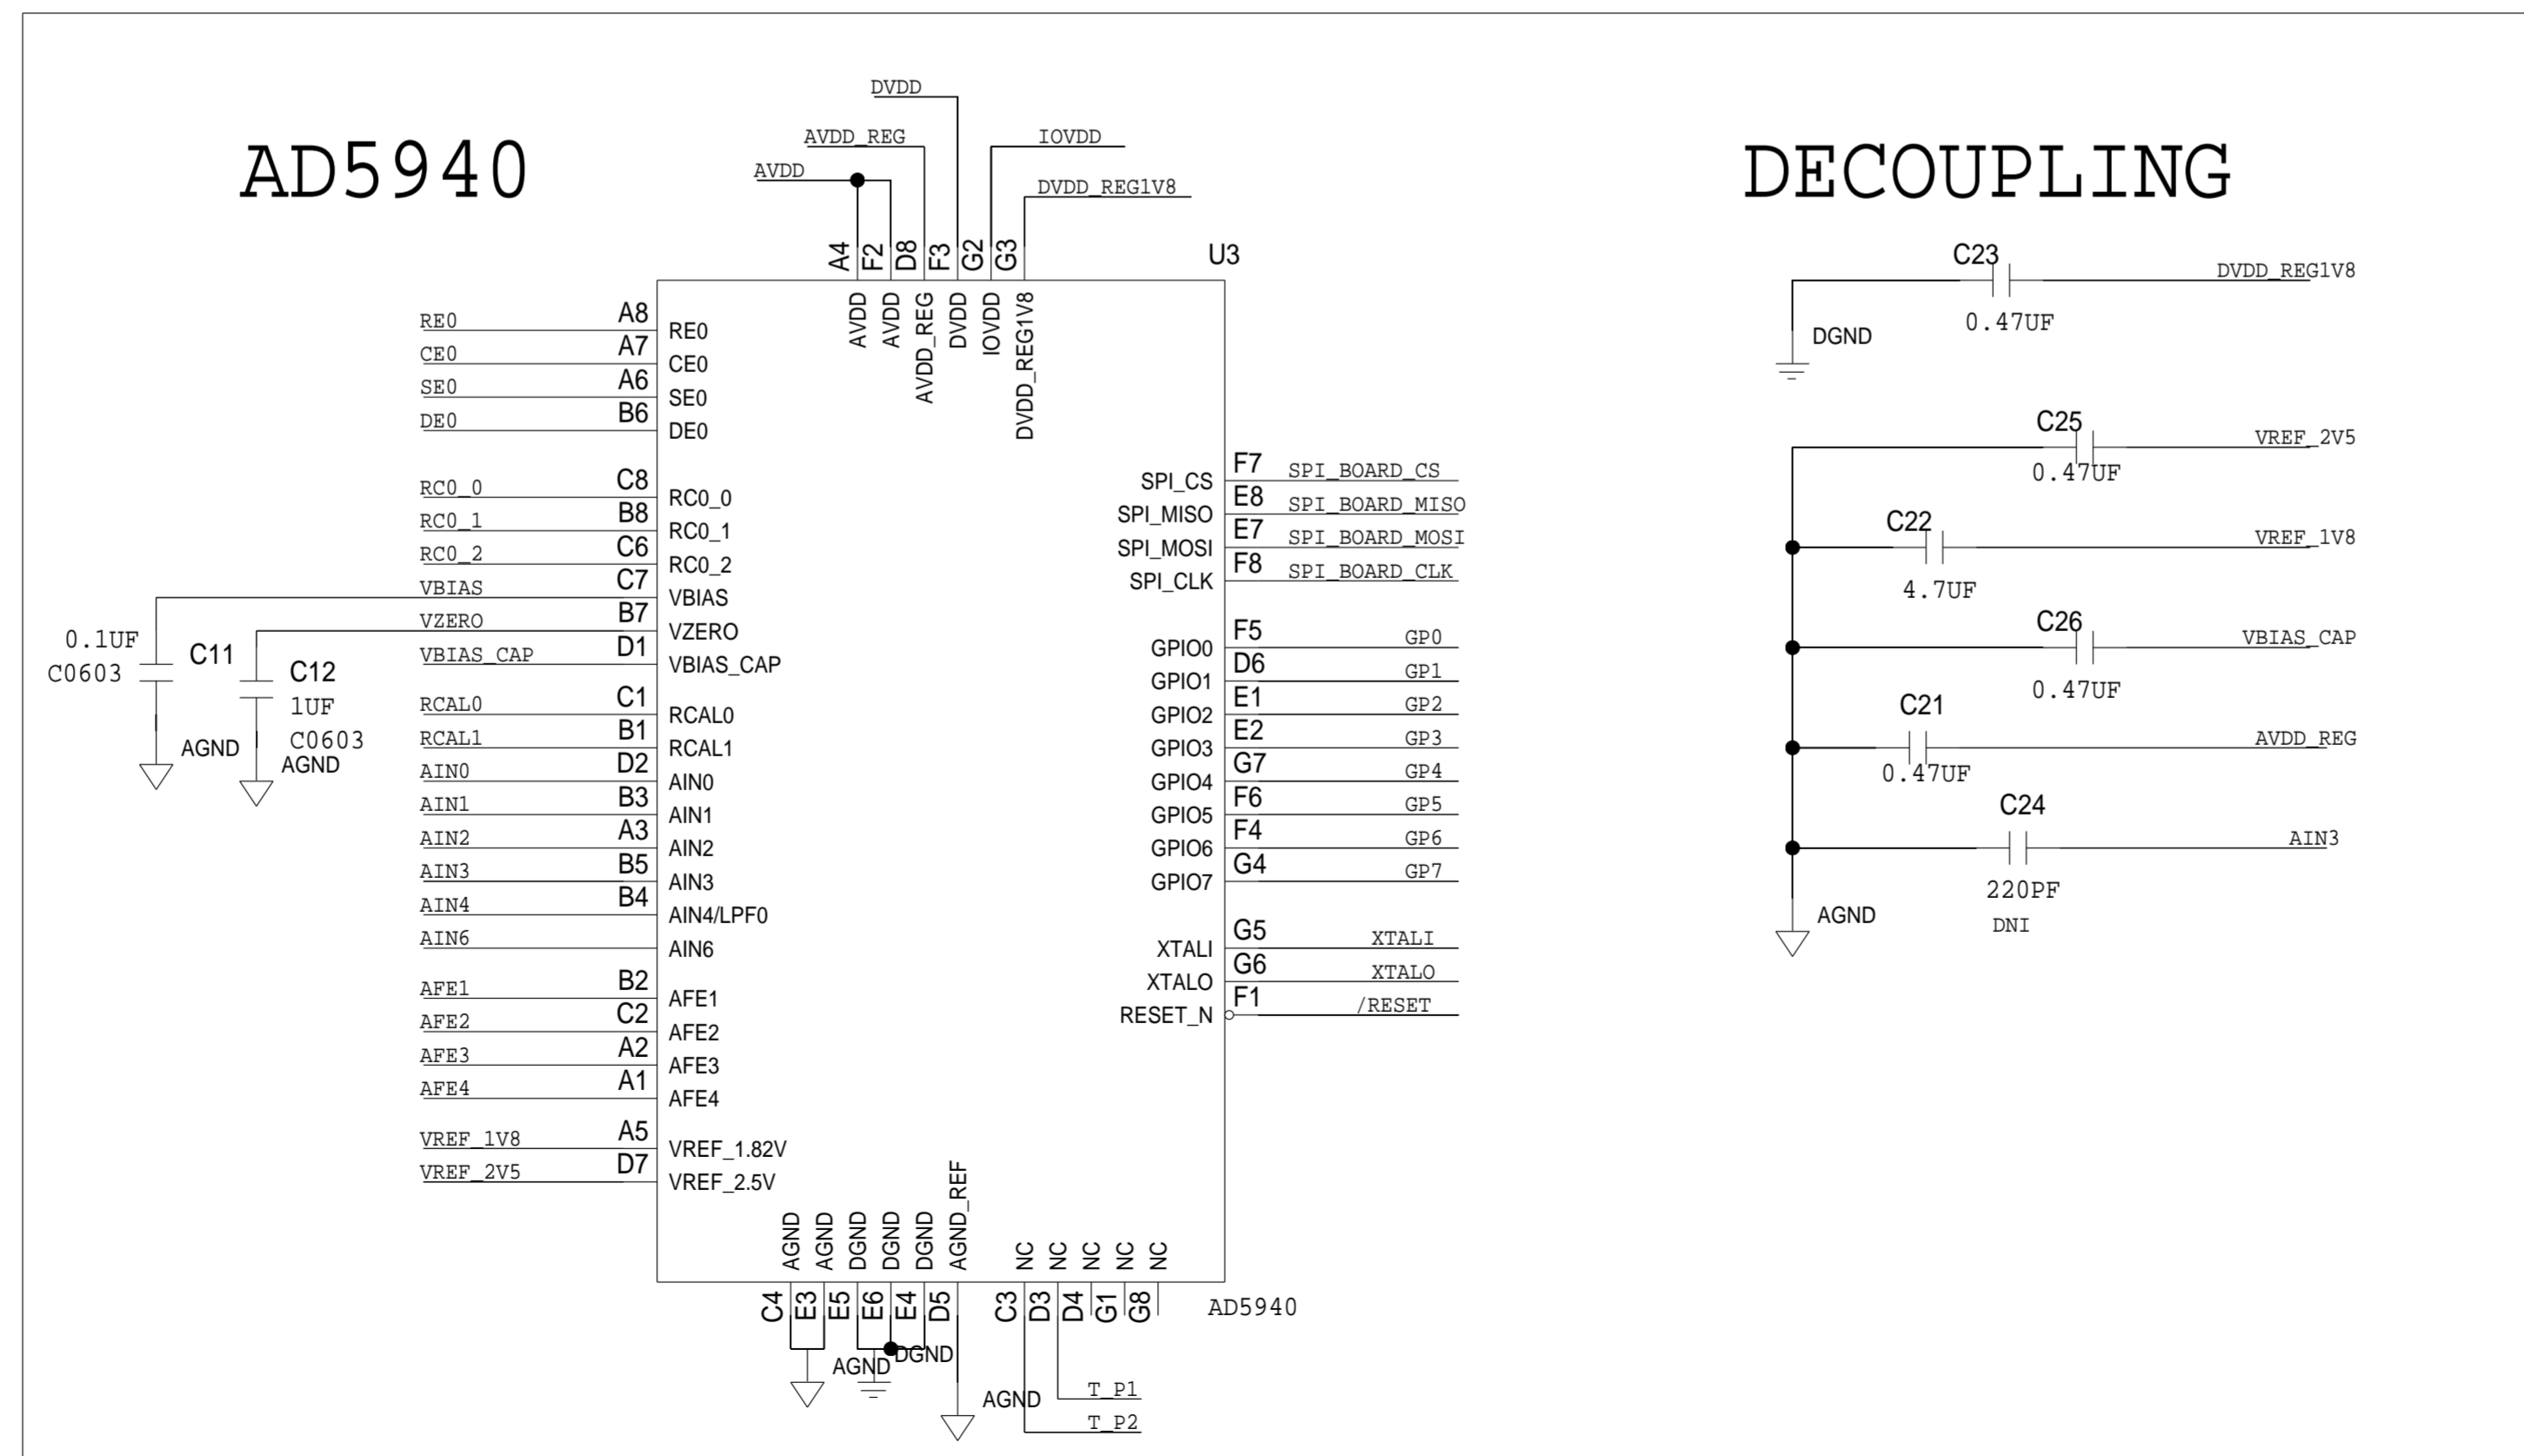 AD5940
DECOUPLING
DVDD
AVDD_REG
IOVDD
AVDD
DVDD_REG1V8
A4
F2
D8
F3
G2
G3
U3
AVDD
AVDD
AVDD_REG
DVDD
IOVDD
DVDD_REG1V8
RE0 A8 RE0
CE0 A7 CE0
SE0 A6 SE0
DE0 B6 DE0
RC0_0 C8 RC0_0
RC0_1 B8 RC0_1
RC0_2 C6 RC0_2
VBIAS C7 VBIAS
VZERO B7 VZERO
VBIAS_CAP D1 VBIAS_CAP
0.1UF
C0603
C11
AGND
C12
1UF
C0603
AGND
RCAL0 C1 RCAL0
RCAL1 B1 RCAL1
AIN0 D2 AIN0
AIN1 B3 AIN1
AIN2 A3 AIN2
AIN3 B5 AIN3
AIN4 B4 AIN4/LPF0
AIN6 AIN6
AFE1 B2 AFE1
AFE2 C2 AFE2
AFE3 A2 AFE3
AFE4 A1 AFE4
VREF_1V8 A5 VREF_1.82V
VREF_2V5 D7 VREF_2.5V
SPI_CS F7 SPI_BOARD_CS
SPI_MISO E8 SPI_BOARD_MISO
SPI_MOSI E7 SPI_BOARD_MOSI
SPI_CLK F8 SPI_BOARD_CLK
GPIO0 F5 GP0
GPIO1 D6 GP1
GPIO2 E1 GP2
GPIO3 E2 GP3
GPIO4 G7 GP4
GPIO5 F6 GP5
GPIO6 F4 GP6
GPIO7 G4 GP7
XTALI G5 XTALI
XTALO G6 XTALO
RESET_N F1 /RESET
AGND
AGND
DGND
DGND
DGND
AGND_REF
NC
NC
NC
NC
NC
C4
E3
E5
E6
E4
D5
C3
D3
D4
G1
G8
AD5940
AGND
DGND
AGND
T_P1
T_P2
C23
DVDD_REG1V8
0.47UF
DGND
C25
VREF_2V5
0.47UF
C22
VREF_1V8
4.7UF
C26
VBIAS_CAP
0.47UF
C21
AVDD_REG
0.47UF
C24
AIN3
220PF
DNI
AGND